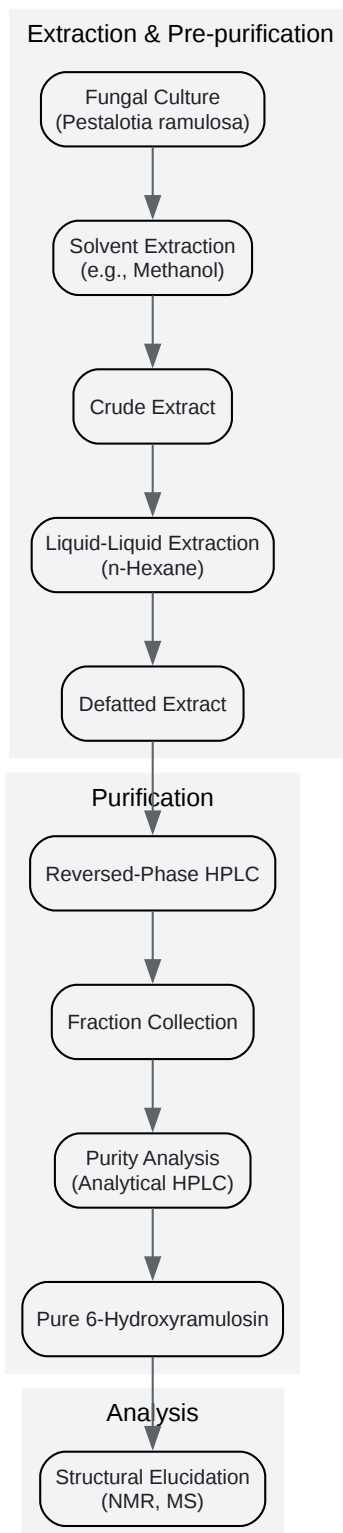 Extraction & Pre-purification
Fungal Culture
(Pestalotia ramulosa)
Solvent Extraction
(e.g., Methanol)
Crude Extract
Liquid-Liquid Extraction
(n-Hexane)
Defatted Extract
Purification
Reversed-Phase HPLC
Fraction Collection
Purity Analysis
(Analytical HPLC)
Pure 6-Hydroxyramulosin
Analysis
Structural Elucidation
(NMR, MS)